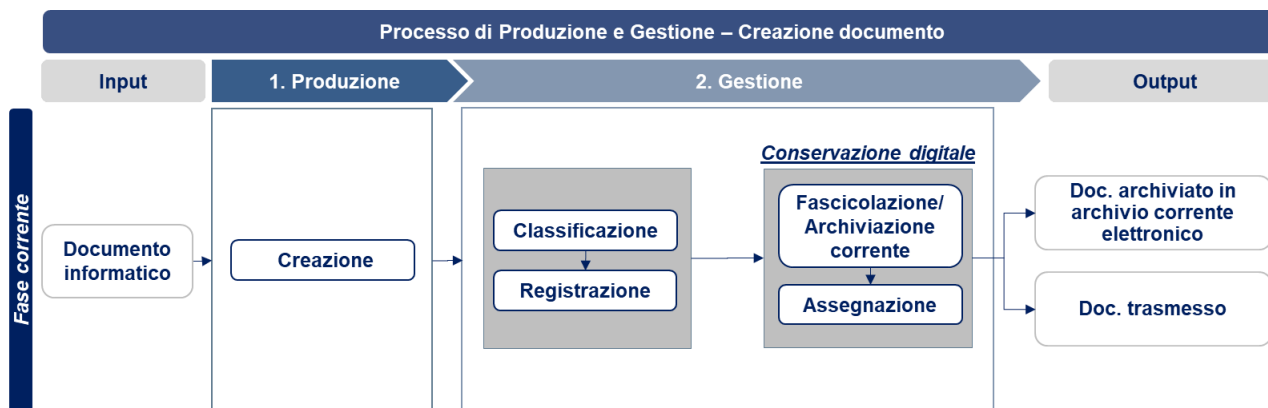 Processo di Produzione e Gestione – Creazione documento
Input
1. Produzione
2. Gestione
Output
Fase corrente
Documento
informatico
Creazione
Classificazione
Registrazione
Conservazione digitale
Fascicolazione/
Archiviazione
corrente
Assegnazione
Doc. archiviato in
archivio corrente
elettronico
Doc. trasmesso